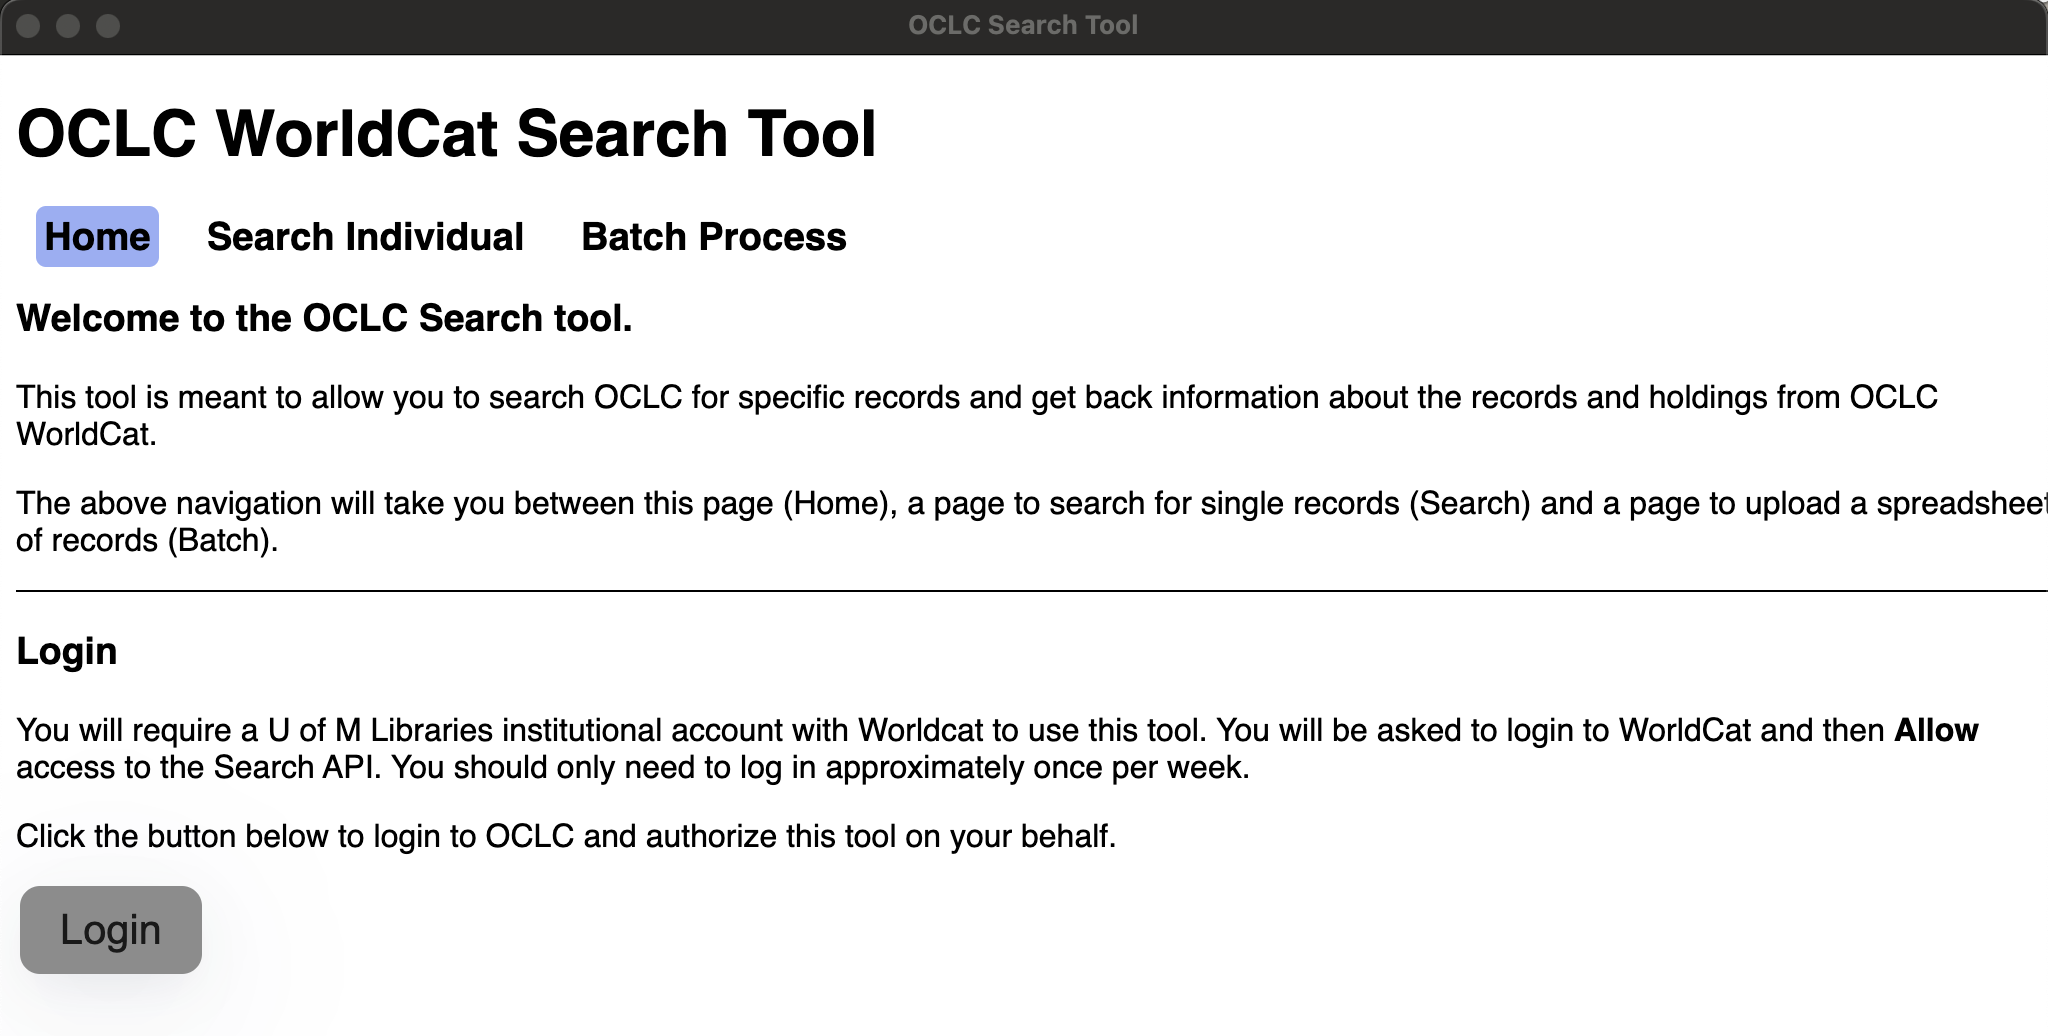 OCLC Search Tool
OCLC WorldCat Search Tool
Home Search Individual Batch Process
Welcome to the OCLC Search tool.
This tool is meant to allow you to search OCLC for specific records and get back information about the records and holdings from OCLC
WorldCat.
The above navigation will take you between this page (Home), a page to search for single records (Search) and a page to upload a spreadsheet
of records (Batch).
Login
You will require a U of M Libraries institutional account with Worldcat to use this tool. You will be asked to login to WorldCat and then Allow
access to the Search API. You should only need to log in approximately once per week.
Click the button below to login to OCLC and authorize this tool on your behalf.
Login